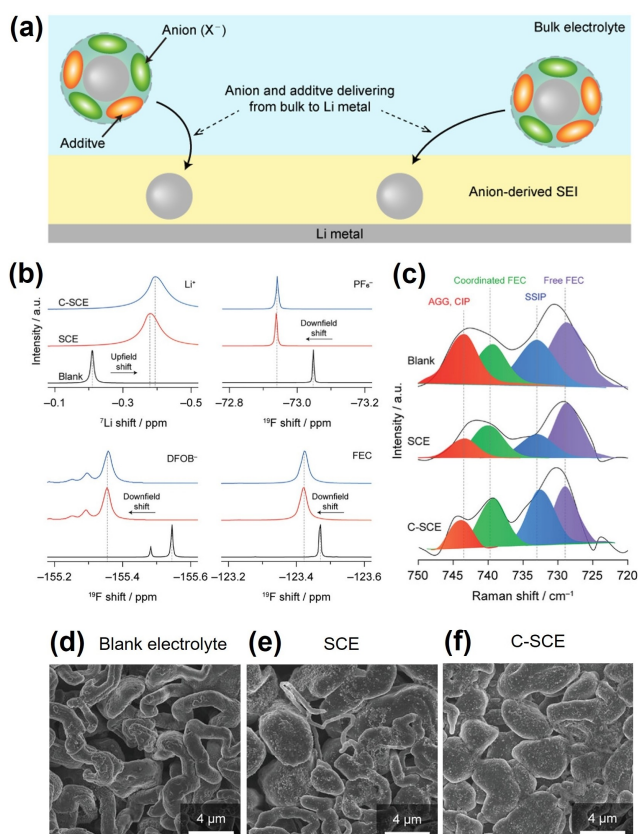 (a)
Anion (X⁻)
Bulk electrolyte
Anion and additve delivering
from bulk to Li metal
Additve
Anion-derived SEI
Li metal
(b)
Intensity / a.u.
Li⁺
C-SCE
SCE
Upfield
shift
Blank
−0.1 −0.3 −0.5
⁷Li shift / ppm
PF₆⁻
Downfield
shift
−72.8 −73.0 −73.2
¹⁹F shift / ppm
DFOB⁻
Downfield
shift
−155.2 −155.4 −155.6
¹⁹F shift / ppm
FEC
Downfield
shift
−123.2 −123.4 −123.6
¹⁹F shift / ppm
(c)
Coordinated FEC Free FEC
AGG, CIP SSIP
Blank
SCE
C-SCE
Intensity / a.u.
750 745 740 735 730 725 720
Raman shift / cm⁻¹
(d) Blank electrolyte
4 μm
(e) SCE
4 μm
(f) C-SCE
4 μm